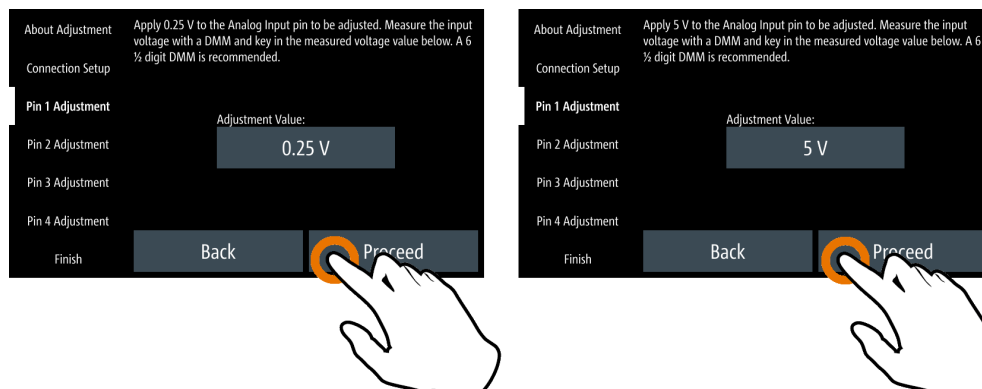 About Adjustment
Connection Setup
Pin 1 Adjustment
Pin 2 Adjustment
Pin 3 Adjustment
Pin 4 Adjustment
Finish
Apply 0.25 V to the Analog Input pin to be adjusted. Measure the input
voltage with a DMM and key in the measured voltage value below. A 6
½ digit DMM is recommended.
Adjustment Value:
0.25 V
Back
Proceed
About Adjustment
Connection Setup
Pin 1 Adjustment
Pin 2 Adjustment
Pin 3 Adjustment
Pin 4 Adjustment
Finish
Apply 5 V to the Analog Input pin to be adjusted. Measure the input
voltage with a DMM and key in the measured voltage value below. A 6
½ digit DMM is recommended.
Adjustment Value:
5 V
Back
Proceed